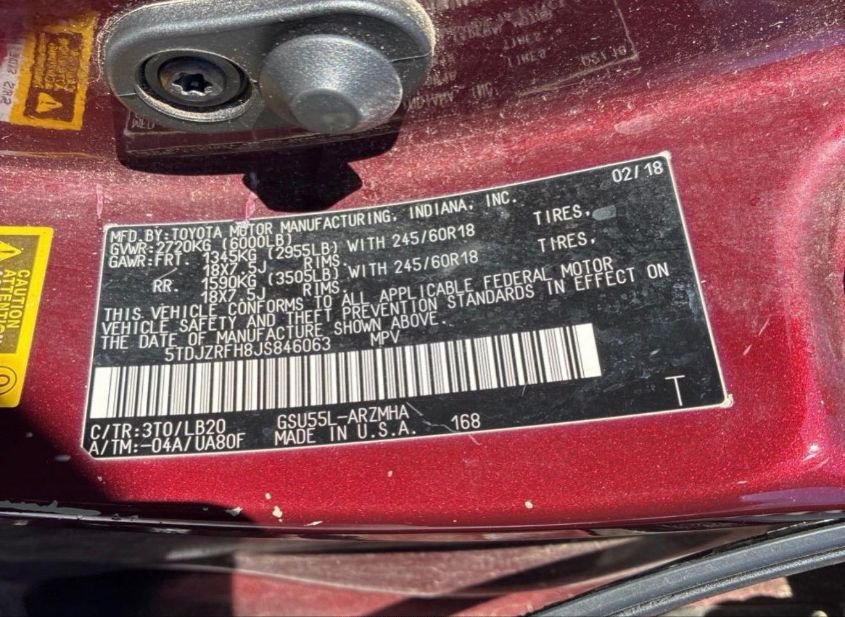 02/18
MFD.BY:TOYOTA MOTOR MANUFACTURING, INDIANA, INC.
GVWR:2720KG (6000LB)
GAWR:FRT. 1345KG (2955LB) WITH 245/60R18 TIRES,
18X7.5J RIMS.
RR. 1590KG (3505LB) WITH 245/60R18 TIRES,
18X7.5J RIMS
THIS VEHICLE CONFORMS TO ALL APPLICABLE FEDERAL MOTOR
VEHICLE SAFETY AND THEFT PREVENTION STANDARDS IN EFFECT ON
THE DATE OF MANUFACTURE SHOWN ABOVE.
5TDJZRFH8JS846063 MPV
T
C/TR:3T0/LB20 GSU55L-ARZMHA
A/TM:-04A/UA80F MADE IN U.S.A. 168
CAUTION
ATTENTION